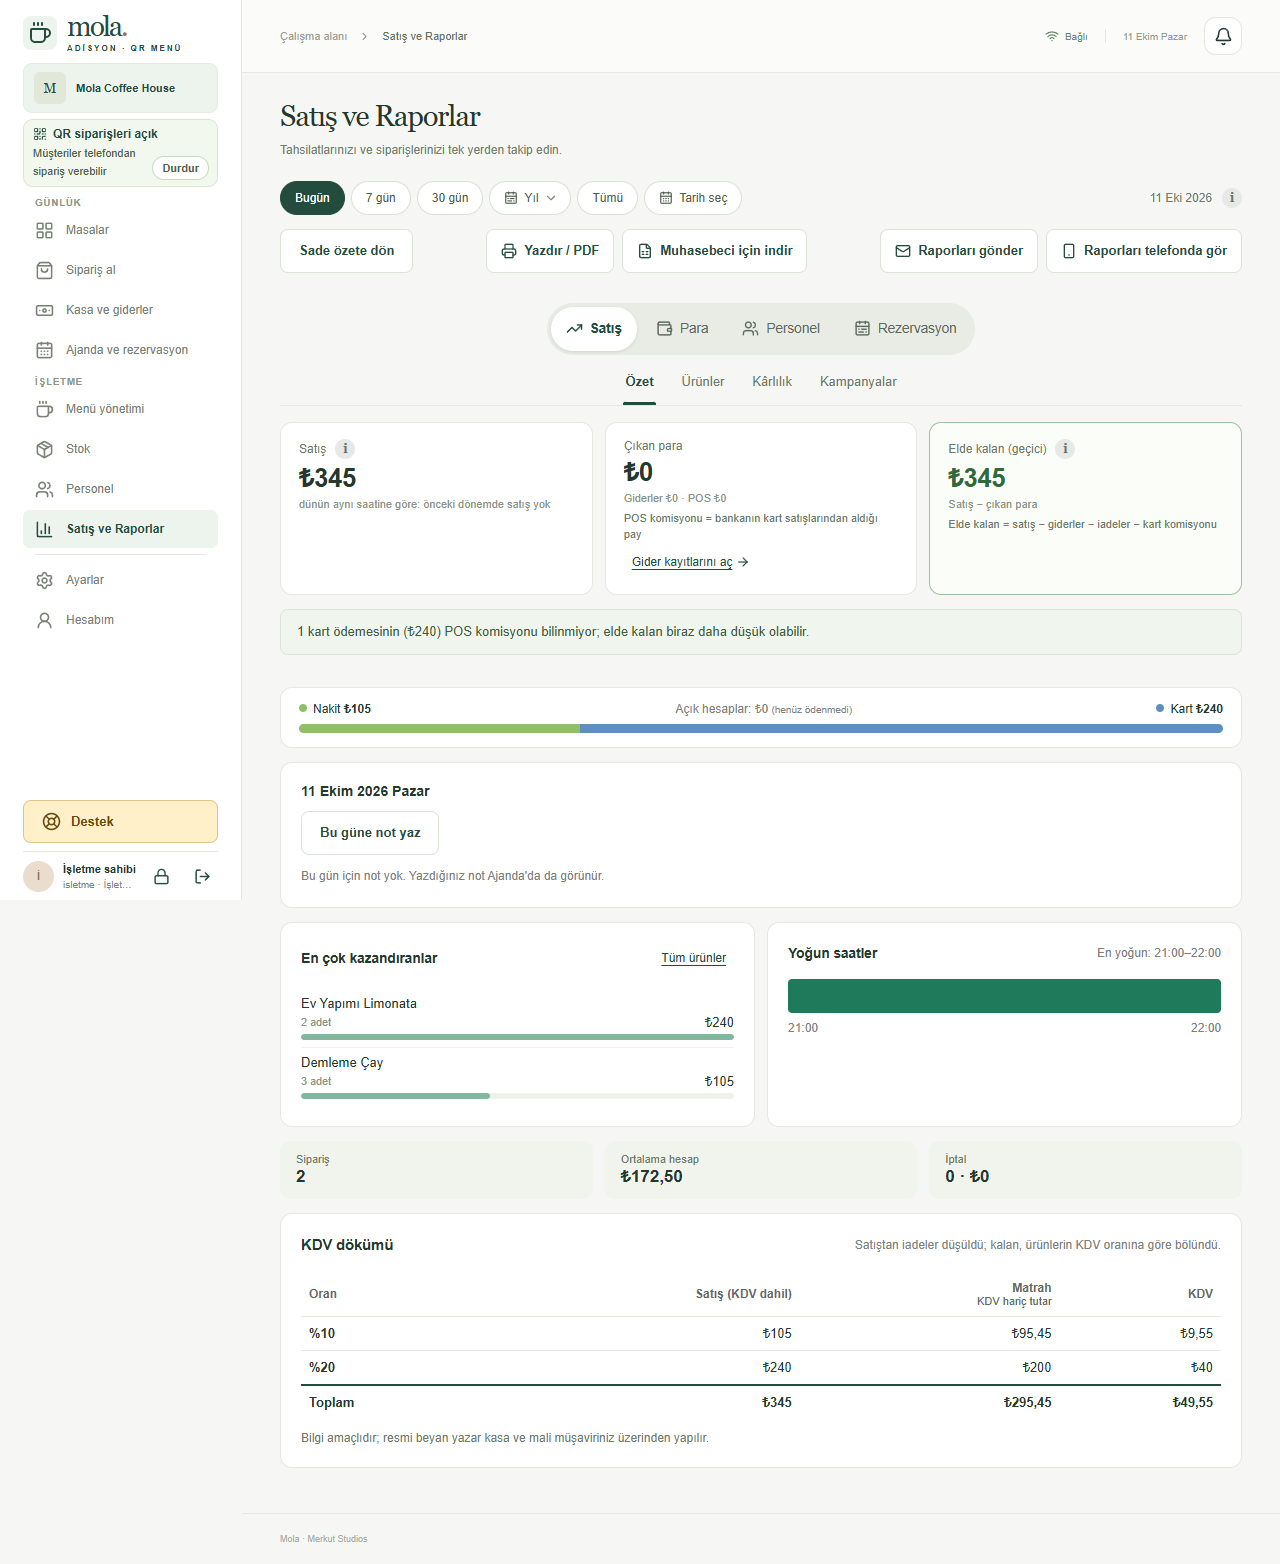 mola.
ADİSYON · QR MENÜ
M
Mola Coffee House
QR siparişleri açık
Müşteriler telefondan
sipariş verebilir
Durdur
GÜNLÜK
Masalar
Sipariş al
Kasa ve giderler
Ajanda ve rezervasyon
İŞLETME
Menü yönetimi
Stok
Personel
Satış ve Raporlar
Ayarlar
Hesabım
Destek
İ
İşletme sahibi
isletme · İşlet...
Çalışma alanı
Satış ve Raporlar
Bağlı
11 Ekim Pazar
Satış ve Raporlar
Tahsilatlarınızı ve siparişlerinizi tek yerden takip edin.
Bugün
7 gün
30 gün
Yıl
Tümü
Tarih seç
11 Eki 2026
i
Sade özete dön
Yazdır / PDF
Muhasebeci için indir
Raporları gönder
Raporları telefonda gör
Satış
Para
Personel
Rezervasyon
Özet
Ürünler
Kârlılık
Kampanyalar
Satış
i
₺345
dünün aynı saatine göre: önceki dönemde satış yok
Çıkan para
₺0
Giderler ₺0 · POS ₺0
POS komisyonu = bankanın kart satışlarından aldığı
pay
Gider kayıtlarını aç
Elde kalan (geçici)
i
₺345
Satış − çıkan para
Elde kalan = satış − giderler − iadeler − kart komisyonu
1 kart ödemesinin (₺240) POS komisyonu bilinmiyor; elde kalan biraz daha düşük olabilir.
Nakit ₺105
Açık hesaplar: ₺0 (henüz ödenmedi)
Kart ₺240
11 Ekim 2026 Pazar
Bu güne not yaz
Bu gün için not yok. Yazdığınız not Ajanda'da da görünür.
En çok kazandıranlar
Tüm ürünler
Ev Yapımı Limonata
2 adet
₺240
Demleme Çay
3 adet
₺105
Yoğun saatler
En yoğun: 21:00–22:00
21:00
22:00
Sipariş
2
Ortalama hesap
₺172,50
İptal
0 · ₺0
KDV dökümü
Satıştan iadeler düşüldü; kalan, ürünlerin KDV oranına göre bölündü.
Oran
Satış (KDV dahil)
Matrah
KDV hariç tutar
KDV
%10
₺105
₺95,45
₺9,55
%20
₺240
₺200
₺40
Toplam
₺345
₺295,45
₺49,55
Bilgi amaçlıdır; resmi beyan yazar kasa ve mali müşaviriniz üzerinden yapılır.
Mola · Merkut Studios